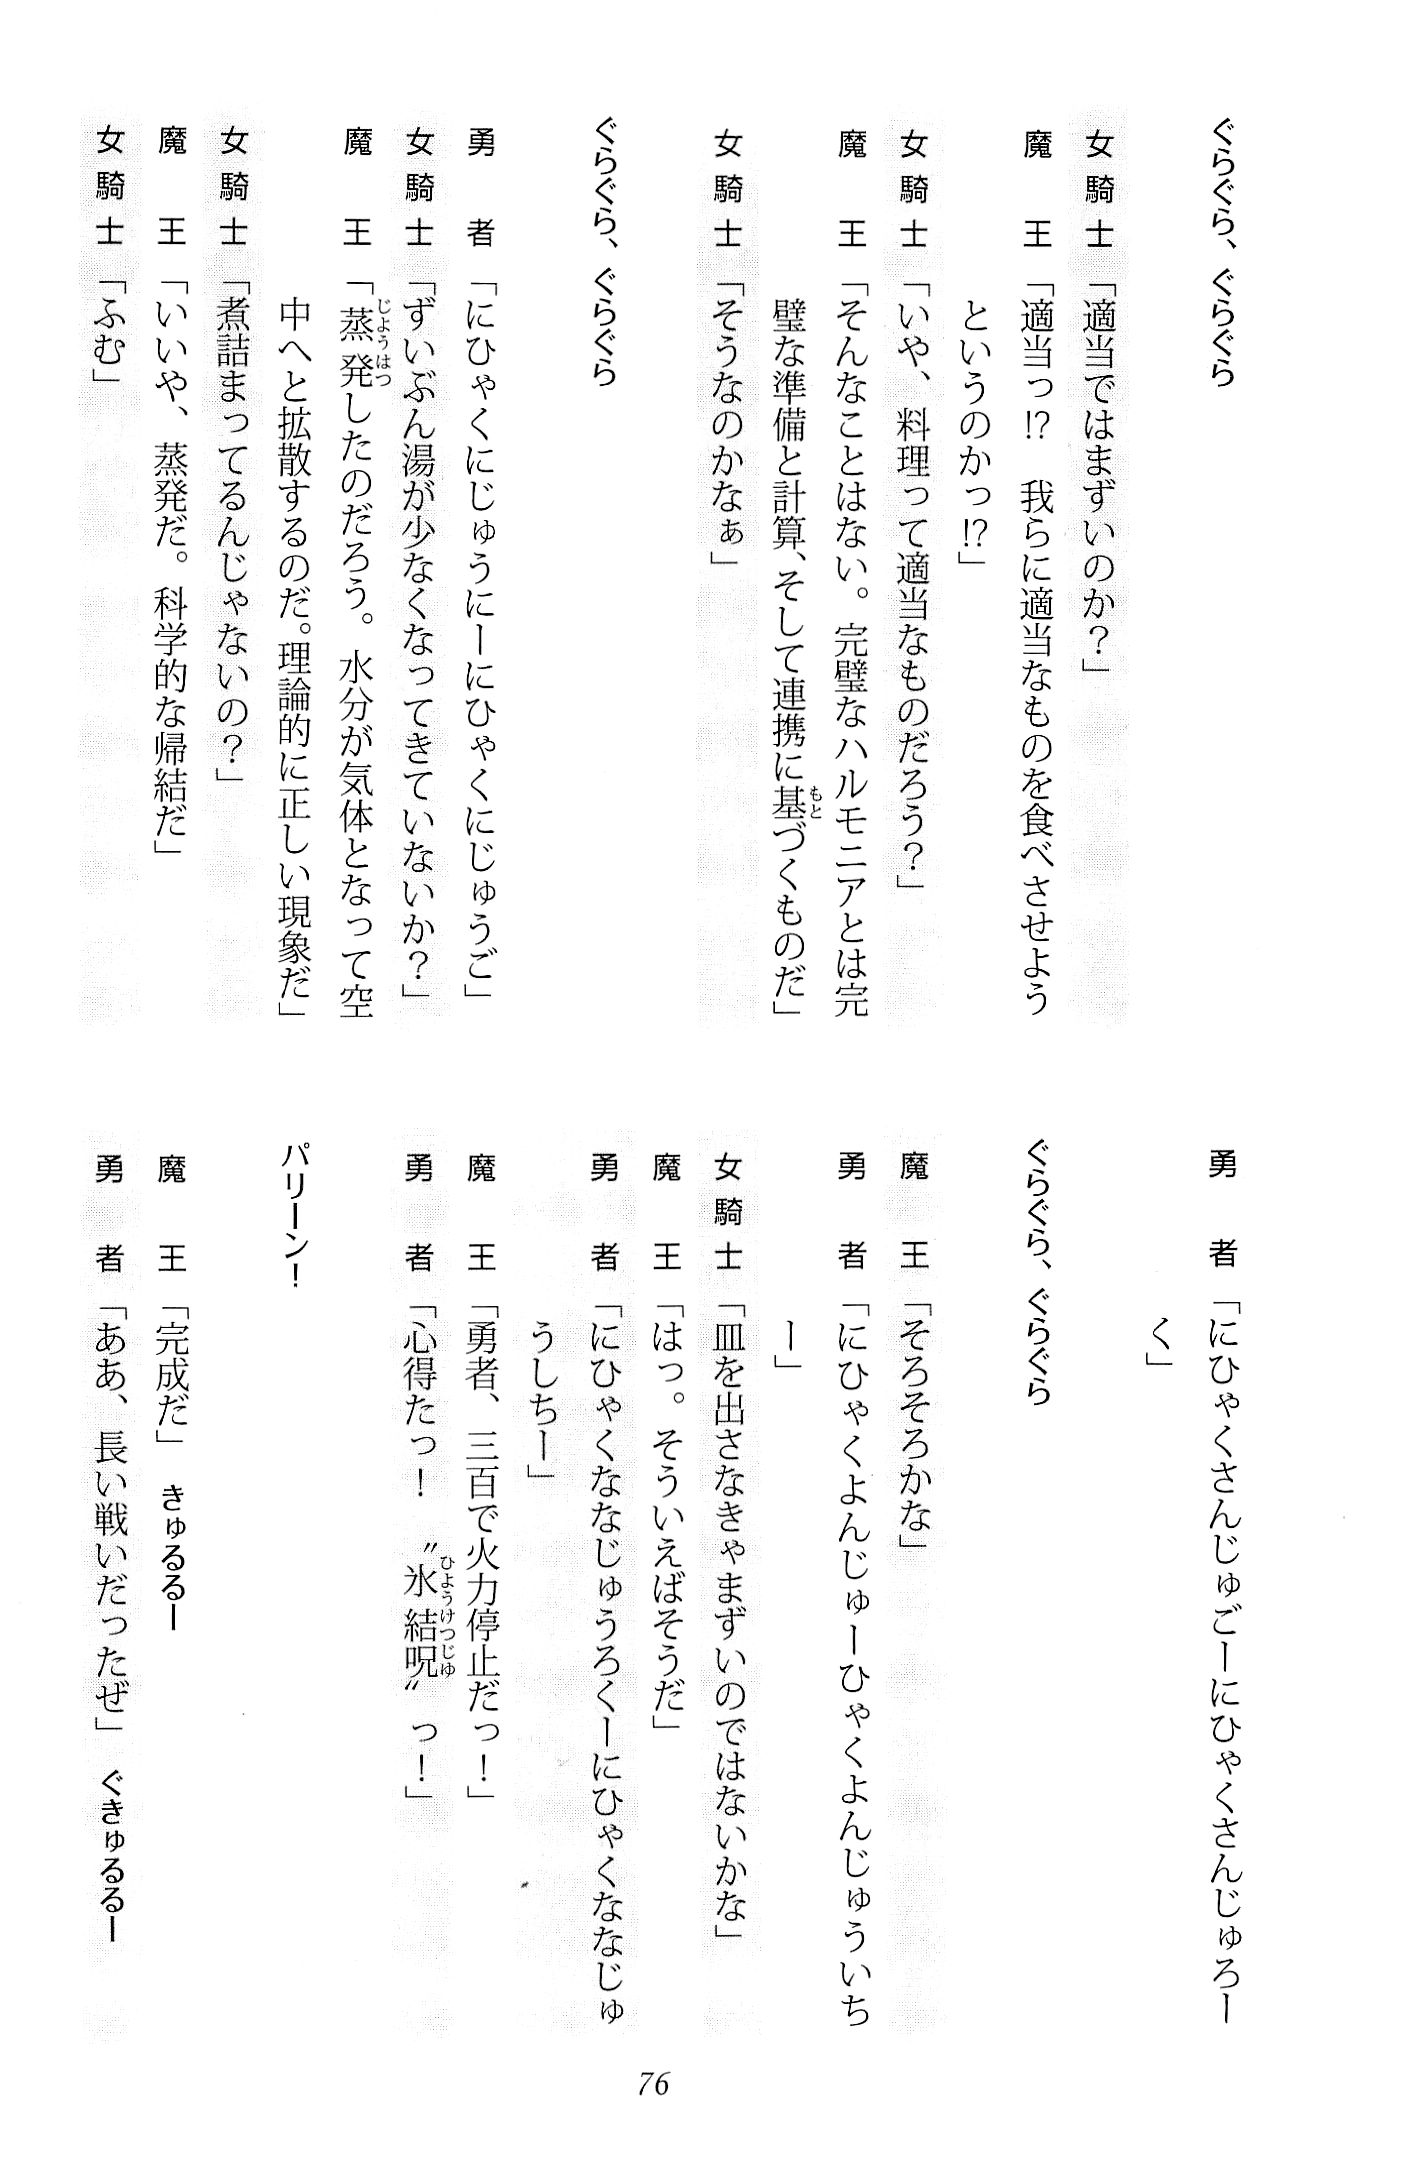 ぐらぐら、ぐらぐら
女騎士「適当ではまずいのか？」
魔　王「適当っ!?　我らに適当なものを食べさせよう
というのかっ!?」
女騎士「いや、料理って適当なものだろう？」
魔　王「そんなことはない。完璧なハルモニアとは完
璧な準備と計算、そして連携に基づくものだ」
女騎士「そうなのかなぁ」
ぐらぐら、ぐらぐら
勇　者「にひゃくにじゅうにーにひゃくにじゅうご」
女騎士「ずいぶん湯が少なくなってきていないか？」
魔　王「蒸発したのだろう。水分が気体となって空
中へと拡散するのだ。理論的に正しい現象だ」
女騎士「煮詰まってるんじゃないの？」
魔　王「いいや、蒸発だ。科学的な帰結だ」
女騎士「ふむ」
勇　者「にひゃくさんじゅごーにひゃくさんじゅろー
く」
ぐらぐら、ぐらぐら
魔　王「そろそろかな」
勇　者「にひゃくよんじゅーひゃくよんじゅういち
ー」
女騎士「皿を出さなきゃまずいのではないかな」
魔　王「はっ。そういえばそうだ」
勇　者「にひゃくななじゅうろくーにひゃくななじゅ
うしちー」
魔　王「勇者、三百で火力停止だっ！」
勇　者「心得たっ！　〝氷結呪〟っ！」
パリーン！
魔　王「完成だ」　きゅるるー
勇　者「ああ、長い戦いだったぜ」　ぐきゅるるー
76